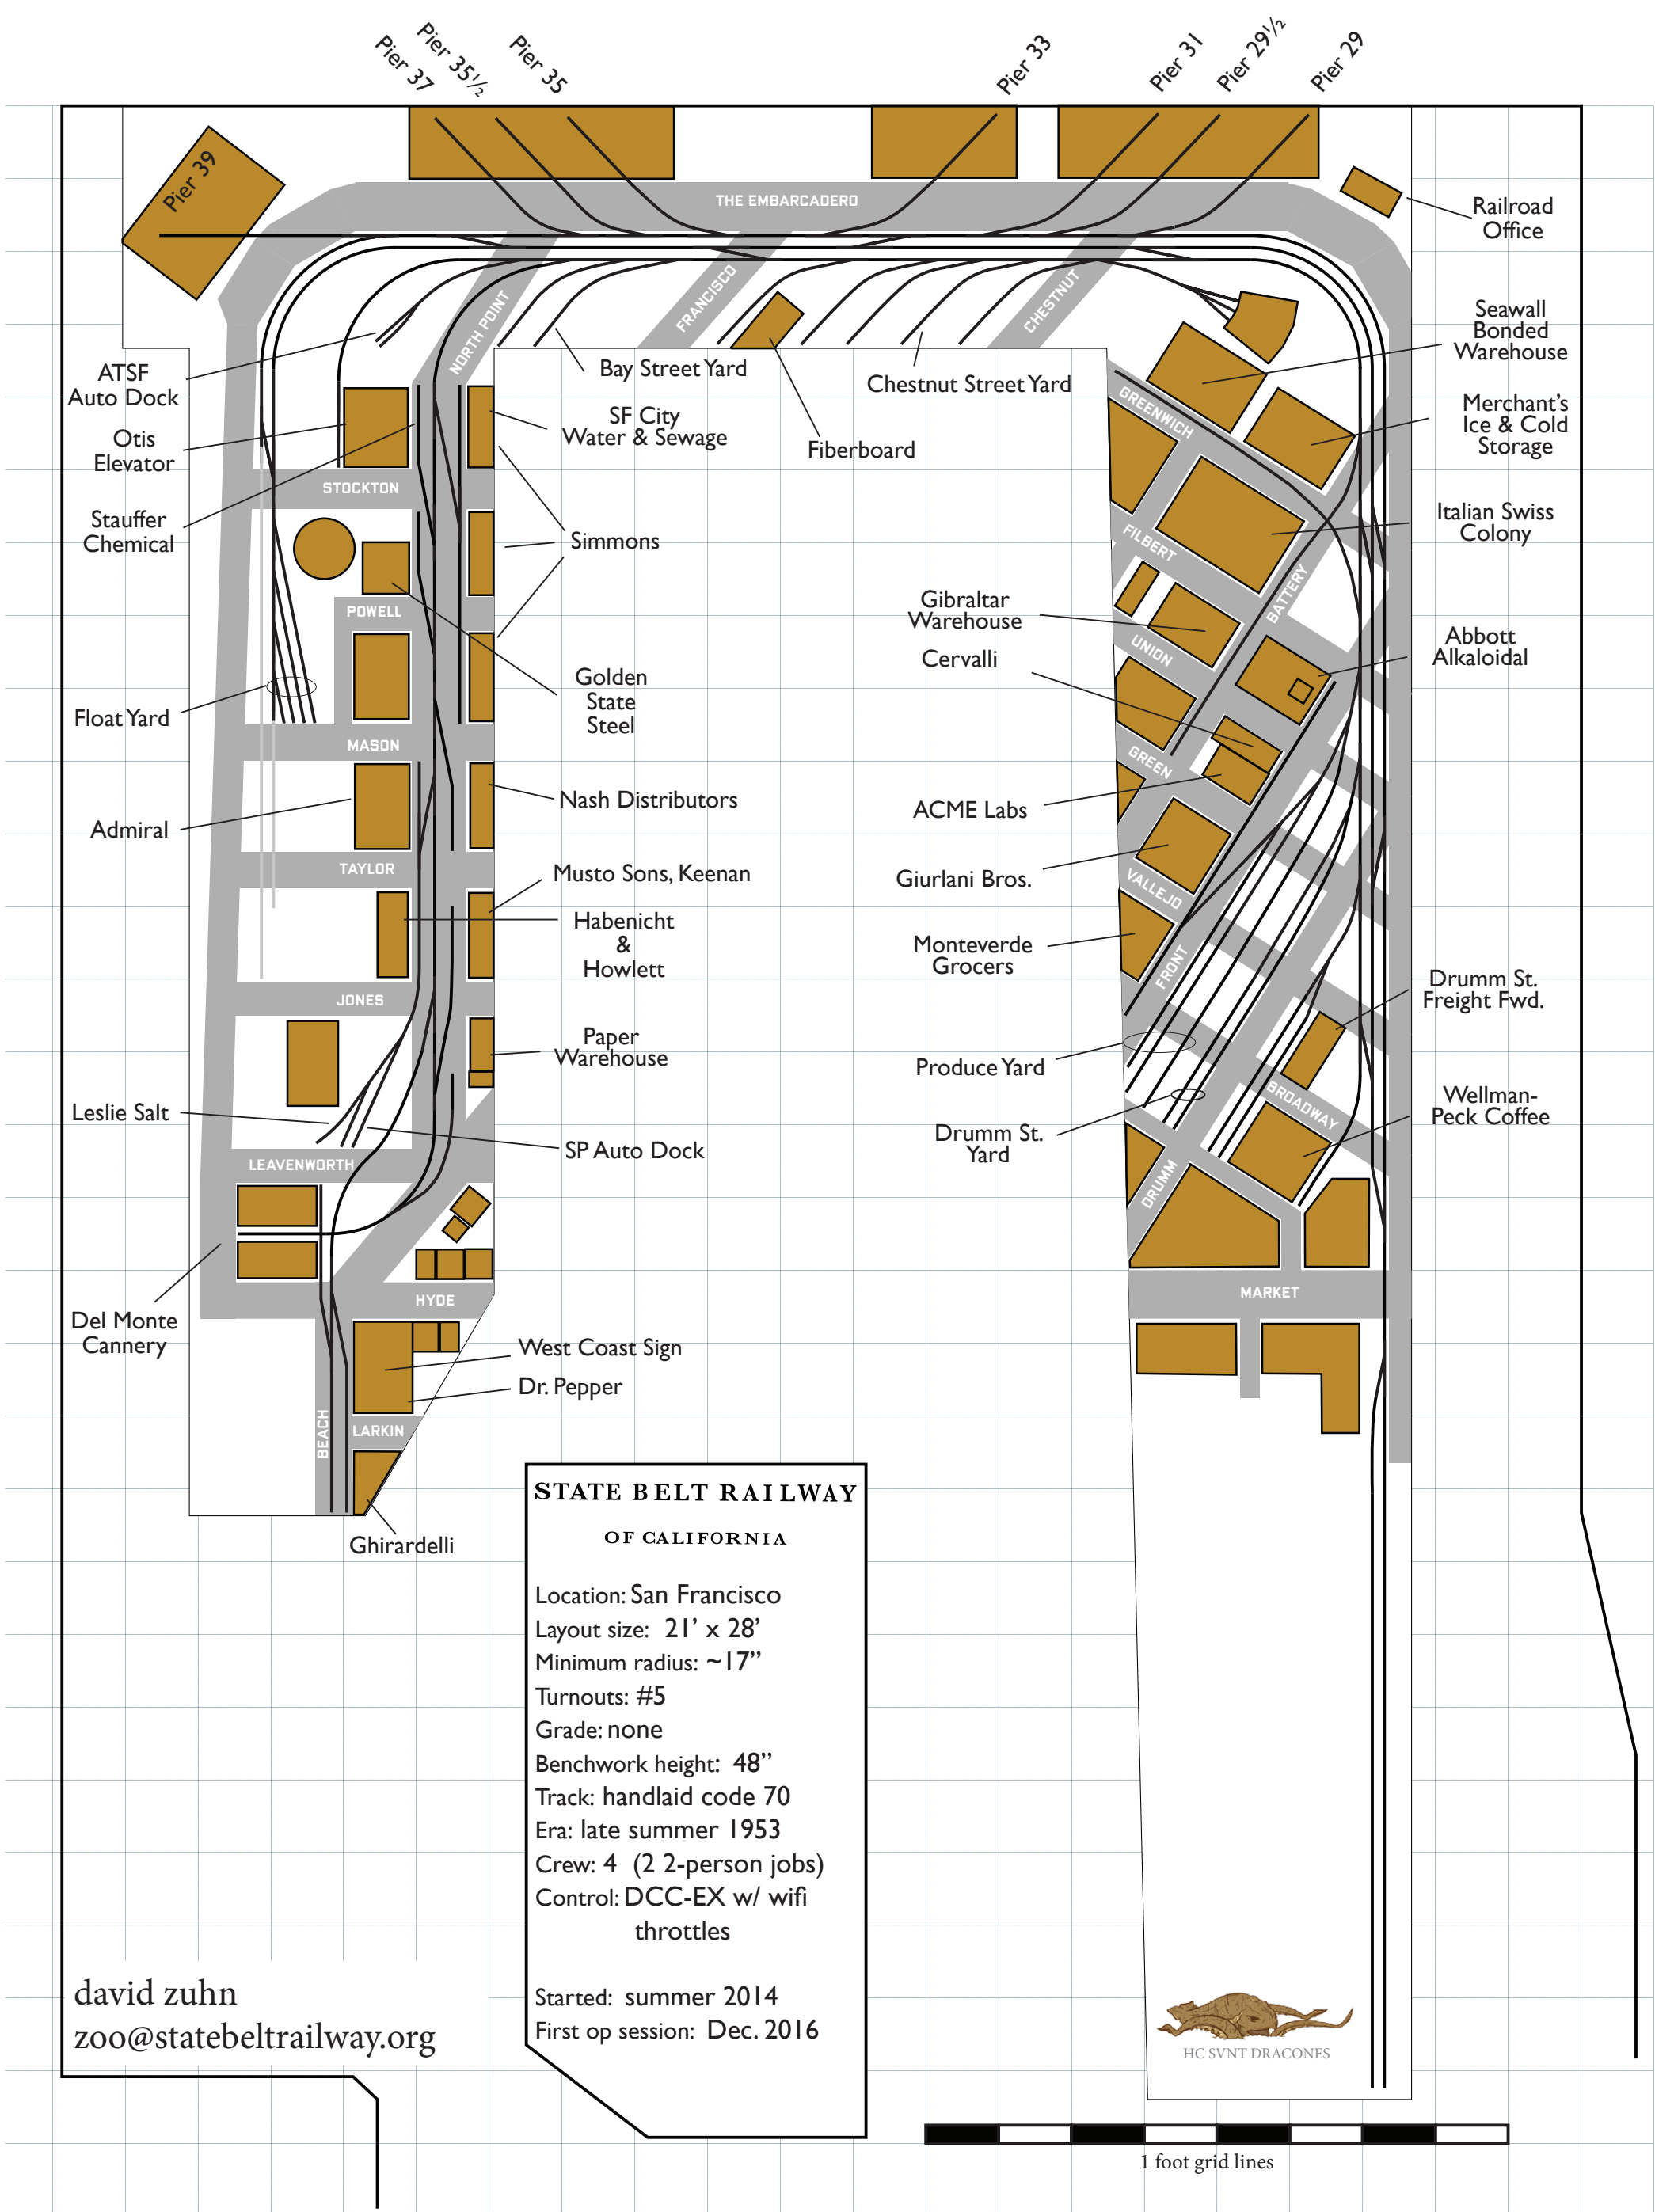 Pier 37
Pier 35½
Pier 35
Pier 33
Pier 31
Pier 29½
Pier 29
Pier 39
THE EMBARCADERO
Railroad
Office
NORTH POINT
FRANCISCO
CHESTNUT
Seawall
Bonded
Warehouse
ATSF
Auto Dock
Bay Street Yard
Chestnut Street Yard
GREENWICH
Merchant's
Ice & Cold
Storage
Otis
Elevator
SF City
Water & Sewage
Fiberboard
STOCKTON
Stauffer
Chemical
Simmons
FILBERT
Italian Swiss
Colony
POWELL
Gibraltar
Warehouse
BATTERY
UNION
Cervalli
Abbott
Alkaloidal
Golden
State
Steel
Float Yard
MASON
GREEN
Nash Distributors
ACME Labs
Admiral
TAYLOR
Musto Sons, Keenan
Giurlani Bros.
VALLEJO
Habenicht
&
Howlett
Monteverde
Grocers
FRONT
JONES
Drumm St.
Freight Fwd.
Paper
Warehouse
Produce Yard
BROADWAY
Leslie Salt
Wellman-
Peck Coffee
SP Auto Dock
Drumm St.
Yard
LEAVENWORTH
DRUMM
HYDE
MARKET
Del Monte
Cannery
West Coast Sign
Dr. Pepper
BEACH
LARKIN
Ghirardelli
STATE BELT RAILWAY
OF CALIFORNIA
Location: San Francisco
Layout size: 21' x 28'
Minimum radius: ~17"
Turnouts: #5
Grade: none
Benchwork height: 48"
Track: handlaid code 70
Era: late summer 1953
Crew: 4 (2 2-person jobs)
Control: DCC-EX w/ wifi
throttles
Started: summer 2014
First op session: Dec. 2016
david zuhn
zoo@statebeltrailway.org
HC SVNT DRACONES
1 foot grid lines